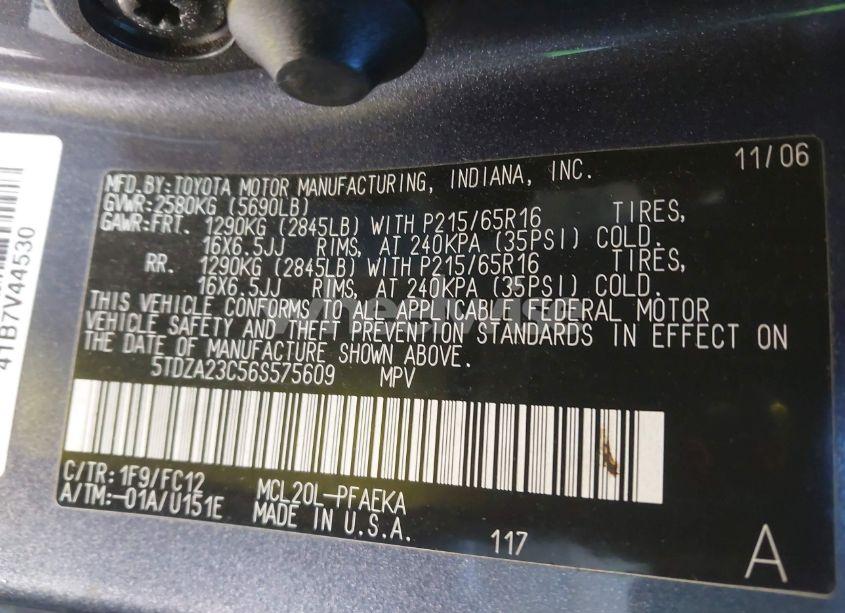 11/06
MFD.BY:TOYOTA MOTOR MANUFACTURING, INDIANA, INC.
GVWR:2580KG (5690LB)
GAWR:FRT. 1290KG (2845LB) WITH P215/65R16 TIRES,
16X6.5JJ RIMS, AT 240KPA (35PSI) COLD.
RR. 1290KG (2845LB) WITH P215/65R16 TIRES,
16X6.5JJ RIMS, AT 240KPA (35PSI) COLD.
THIS VEHICLE CONFORMS TO ALL APPLICABLE FEDERAL MOTOR
VEHICLE SAFETY AND THEFT PREVENTION STANDARDS IN EFFECT ON
THE DATE OF MANUFACTURE SHOWN ABOVE.
5TDZA23C56S575609 MPV
C/TR: 1F9/FC12 MCL20L-PFAEKA
A/TM:-01A/U151E MADE IN U.S.A.
117
A
41B7V44530